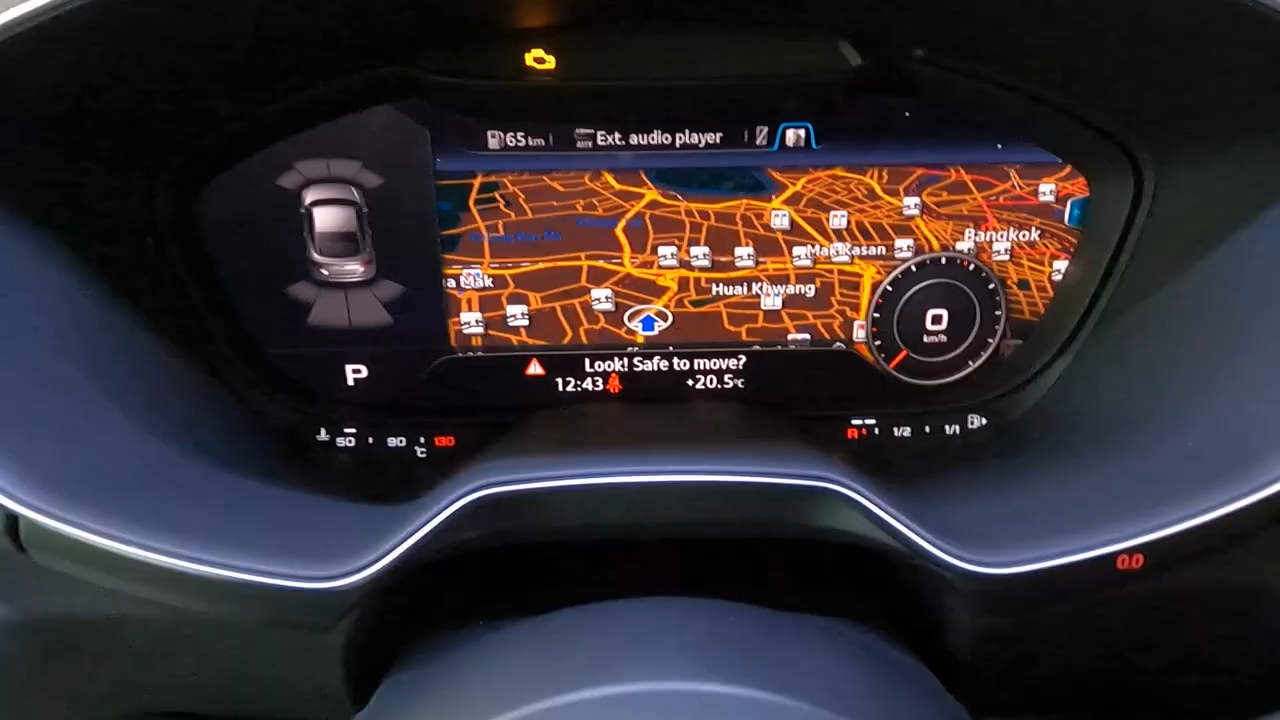 65 km
Ext. audio player
Bangkok
Makkasan
a Mak
Huai Khwang
0
km/h
P
Look! Safe to move?
12:43
+20.5°C
50 90 130
°C
R 1/2 1/1
0.0